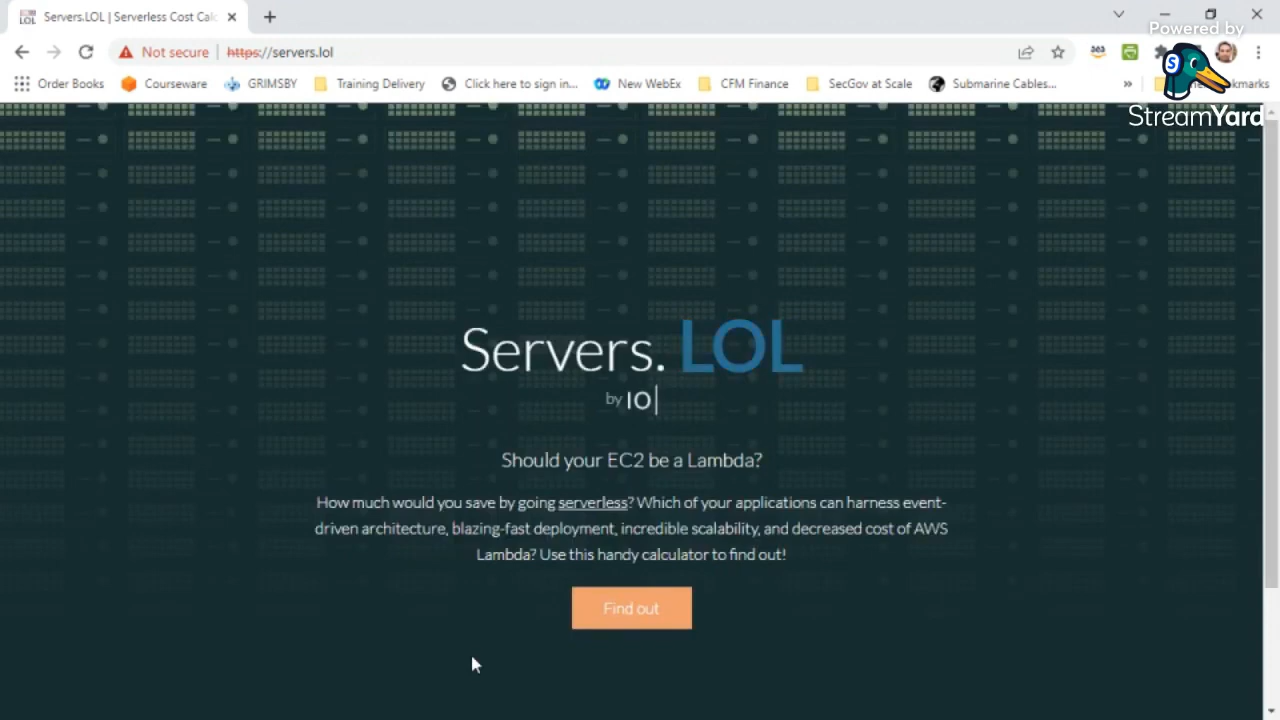 Servers.LOL | Serverless Cost Cal
Powered by
Not secure
https://servers.lol
StreamYard
Order Books
Courseware
GRIMSBY
Training Delivery
Click here to sign in...
New WebEx
CFM Finance
SecGov at Scale
Submarine Cables...
»
Servers. LOL
by IO|
Should your EC2 be a Lambda?
How much would you save by going serverless? Which of your applications can harness event-
driven architecture, blazing-fast deployment, incredible scalability, and decreased cost of AWS
Lambda? Use this handy calculator to find out!
Find out